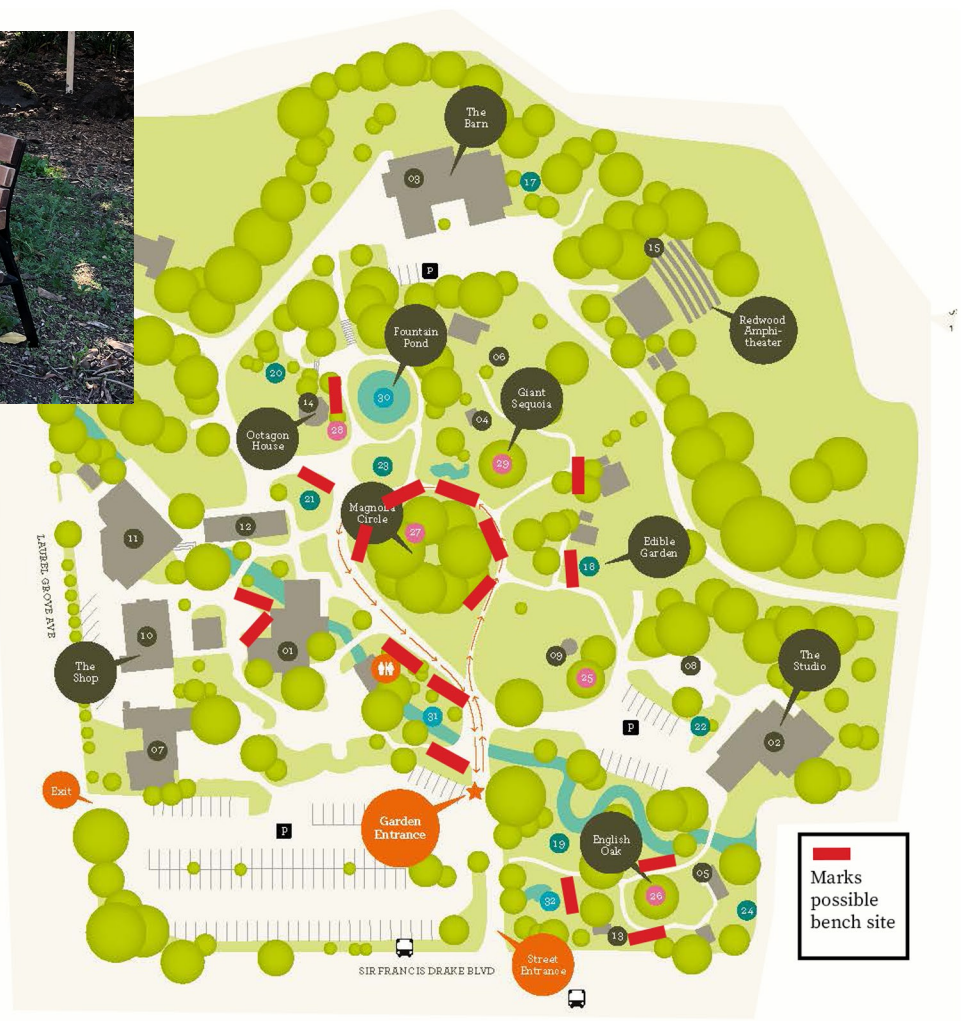 The
Barn
03
17
15
P
Redwood
Amphi-
theater
Fountain
Pond
06
20
30
Giant
Sequoia
14
04
28
Octagon
House
23
29
21
Magnolia
Circle
12
27
11
18
Edible
Garden
LAUREL GROVE AVE
10
01
09
08
The
Studio
The
Shop
25
31
22
P
02
07
Exit
Garden
Entrance
P
English
Oak
19
05
Marks
possible
bench site
32
26
24
13
Street
Entrance
SIR FRANCIS DRAKE BLVD